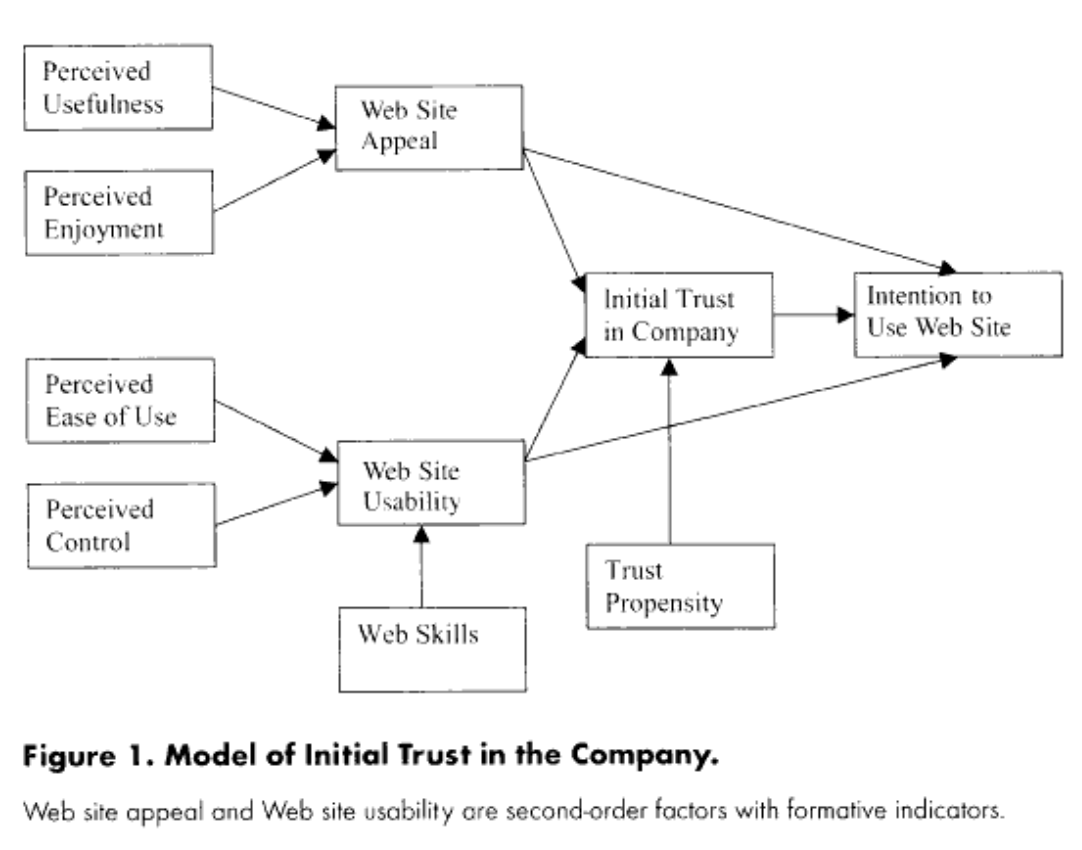 Perceived
Usefulness
Web Site
Appeal
Perceived
Enjoyment
Initial Trust
in Company
Intention to
Use Web Site
Perceived
Ease of Use
Web Site
Usability
Perceived
Control
Trust
Propensity
Web Skills
Figure 1. Model of Initial Trust in the Company.
Web site appeal and Web site usability are second-order factors with formative indicators.